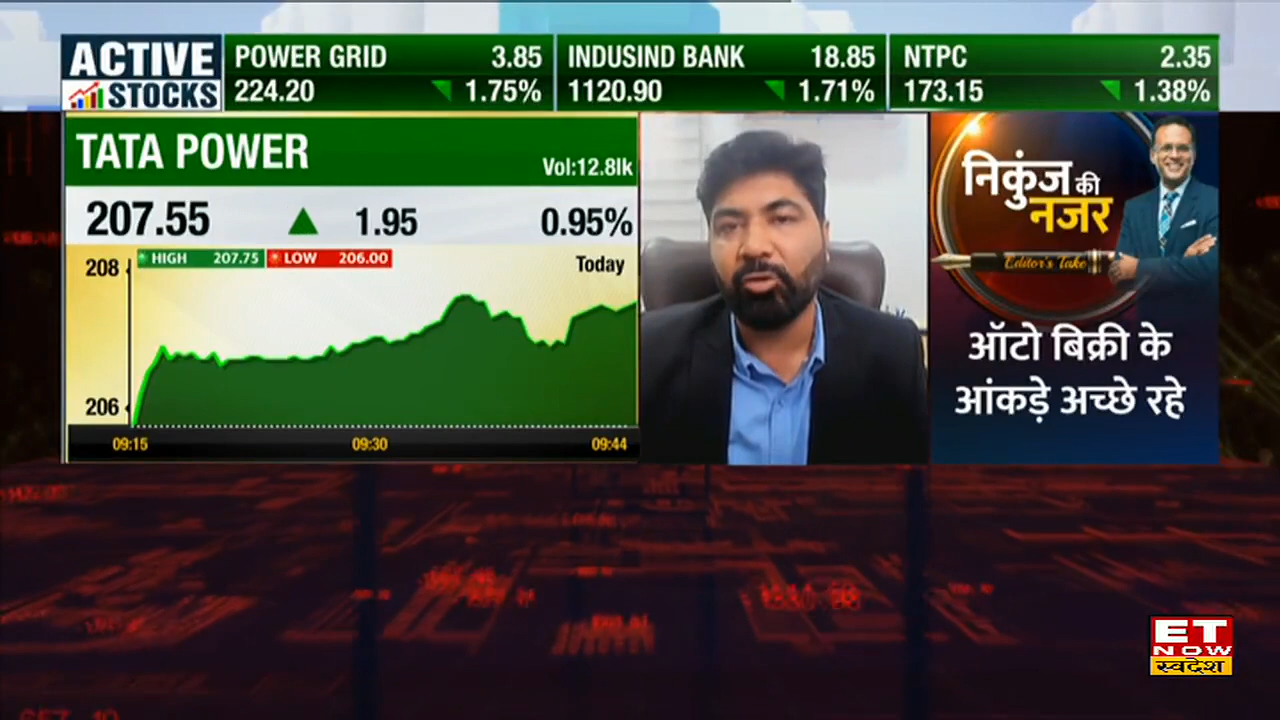 ACTIVE
STOCKS
POWER GRID 3.85
224.20 1.75%
INDUSIND BANK 18.85
1120.90 1.71%
NTPC 2.35
173.15 1.38%
TATA POWER
Vol:12.8lk
207.55 1.95 0.95%
HIGH 207.75 LOW 206.00
Today
208
206
09:15 09:30 09:44
निकुंज की
नजर
Editor's Take
ऑटो बिक्री के
आंकड़े अच्छे रहे
ET
NOW
स्वदेश